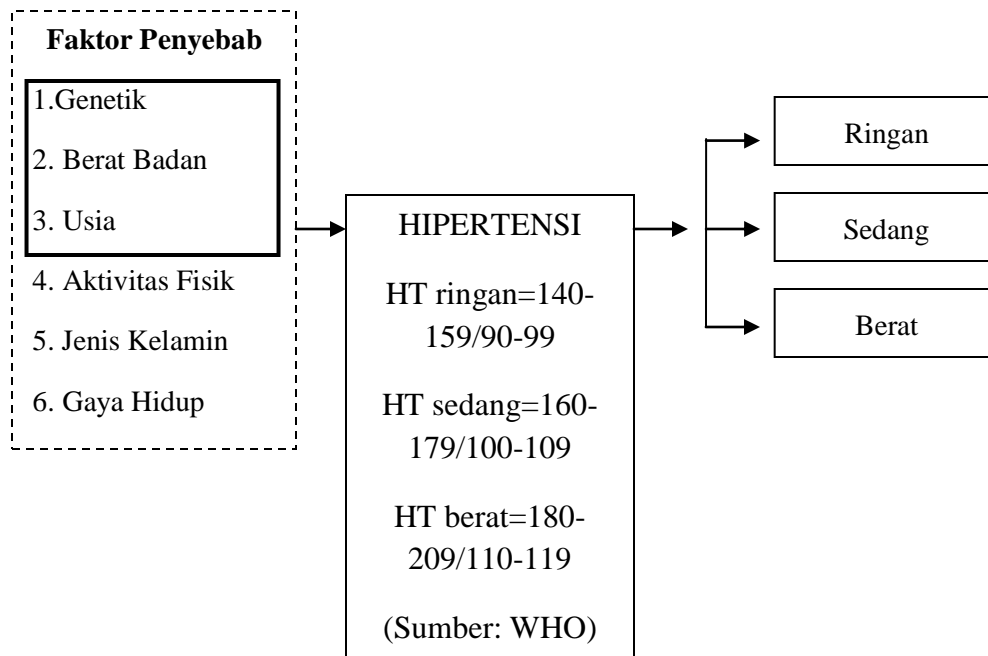 Faktor Penyebab
1.Genetik
2. Berat Badan
3. Usia
4. Aktivitas Fisik
5. Jenis Kelamin
6. Gaya Hidup
HIPERTENSI
HT ringan=140-
159/90-99
HT sedang=160-
179/100-109
HT berat=180-
209/110-119
(Sumber: WHO)
Ringan
Sedang
Berat